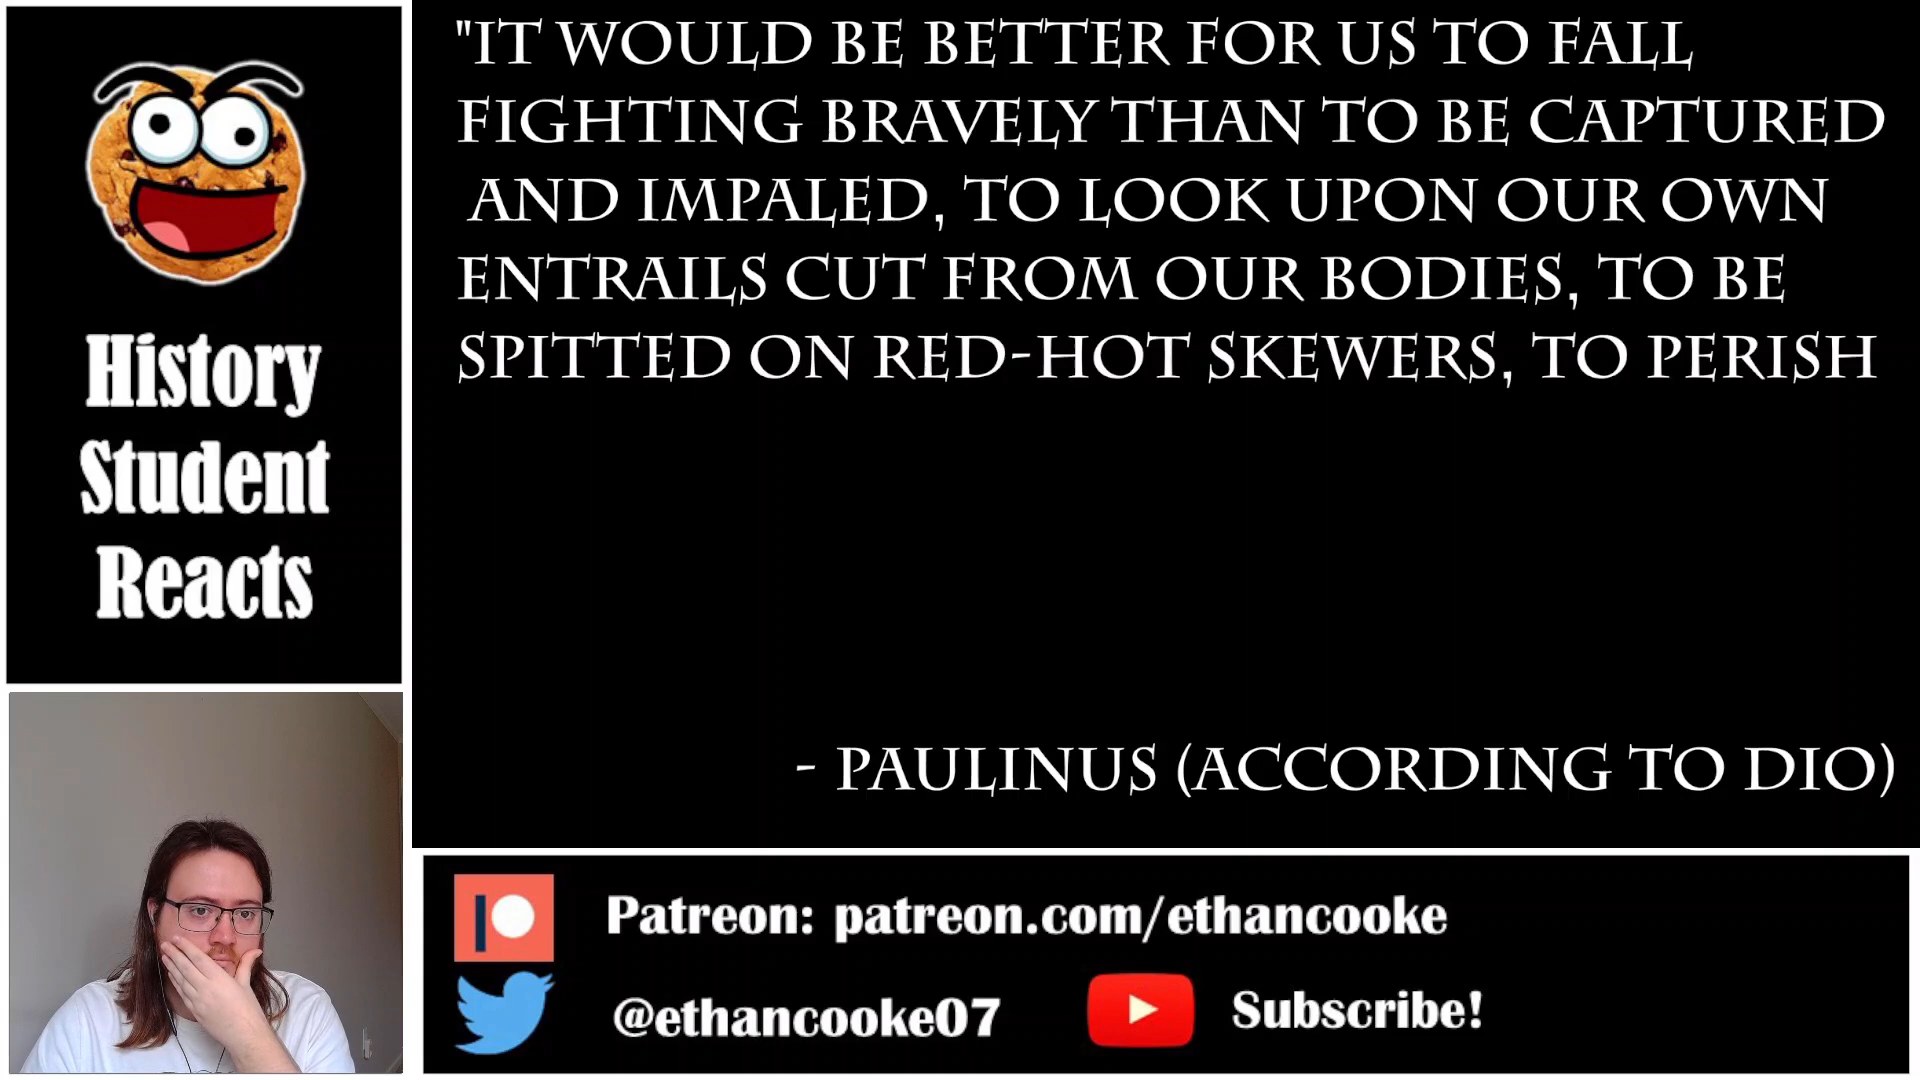 History
Student
Reacts
"IT WOULD BE BETTER FOR US TO FALL
FIGHTING BRAVELY THAN TO BE CAPTURED
AND IMPALED, TO LOOK UPON OUR OWN
ENTRAILS CUT FROM OUR BODIES, TO BE
SPITTED ON RED-HOT SKEWERS, TO PERISH
- PAULINUS (ACCORDING TO DIO)
Patreon: patreon.com/ethancooke
@ethancooke07
Subscribe!